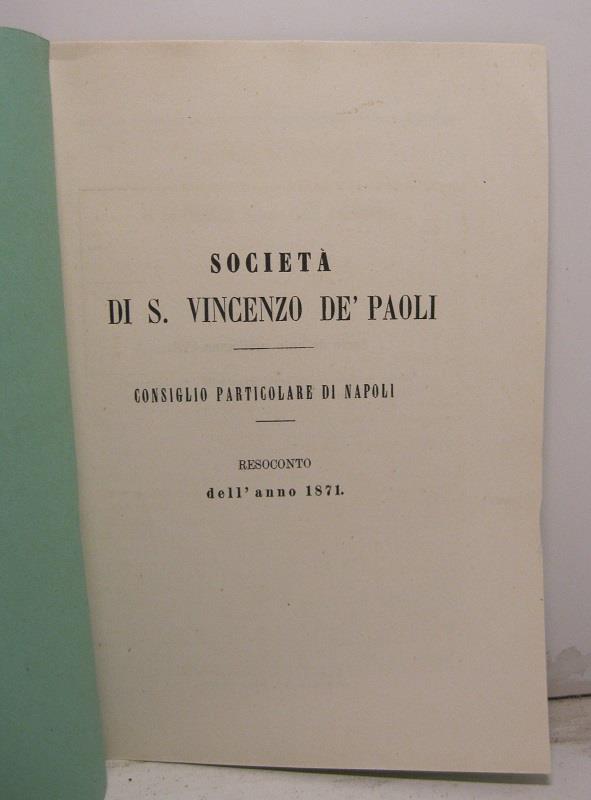 SOCIETÀ
DI S. VINCENZO DE' PAOLI
CONSIGLIO PARTICOLARE DI NAPOLI
RESOCONTO
dell' anno 1871.